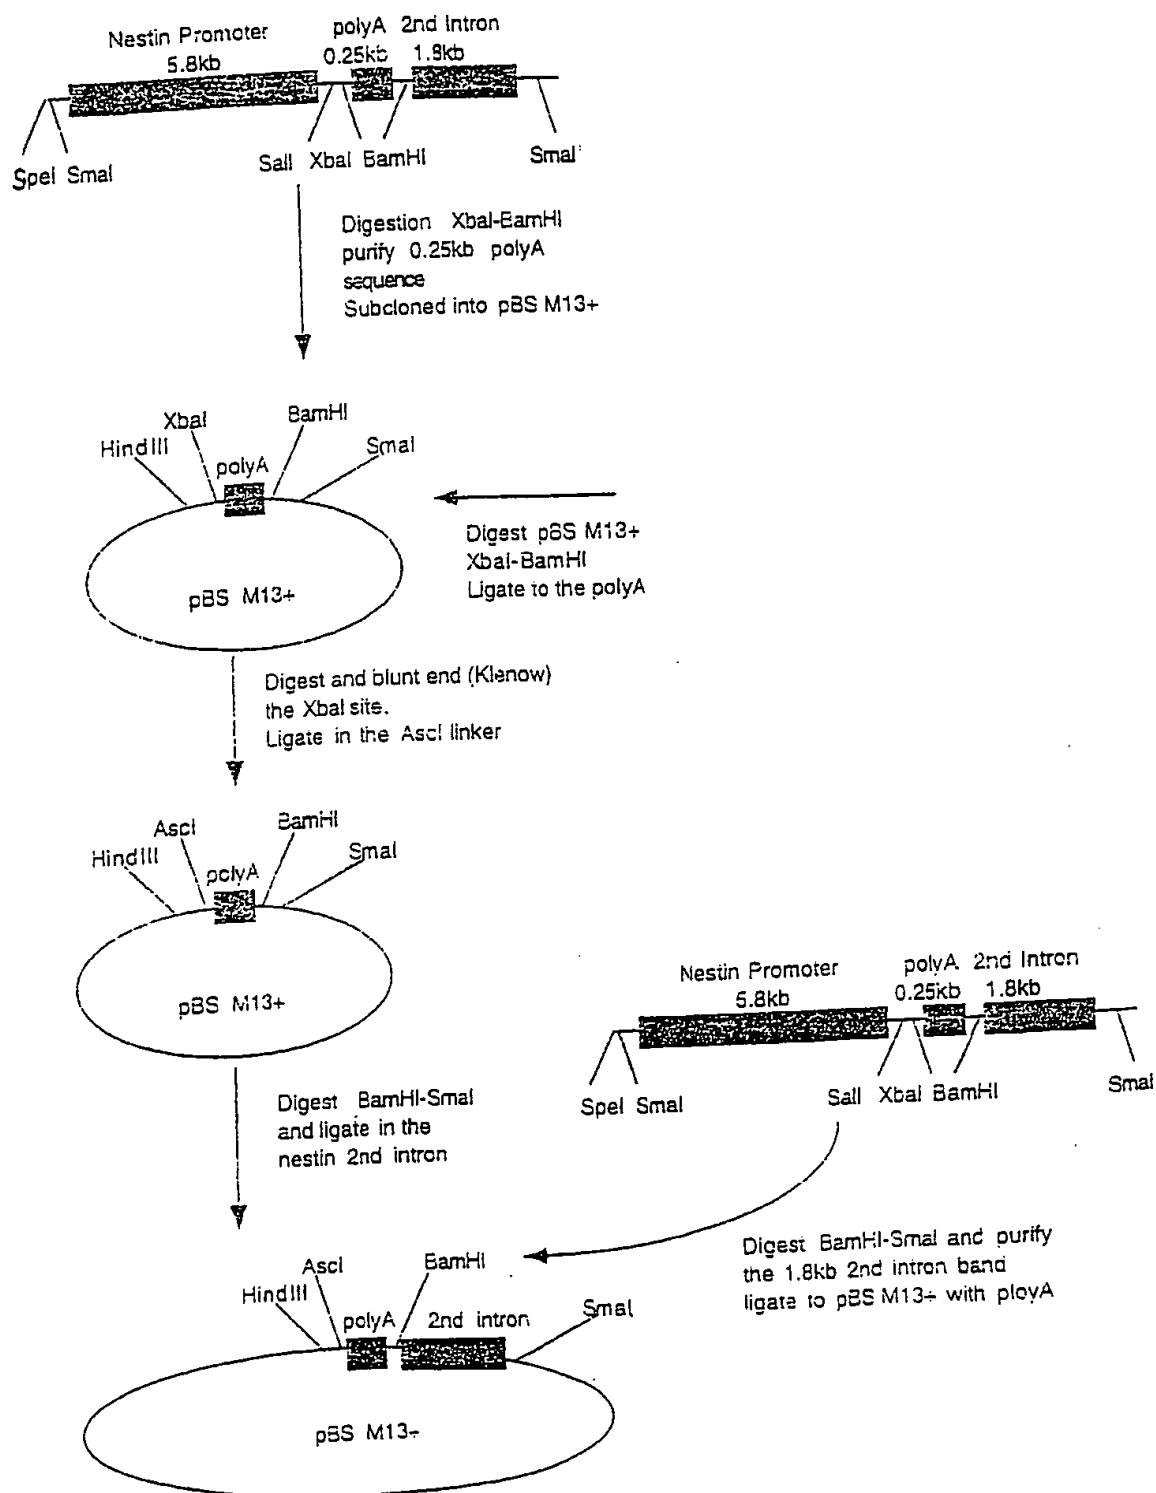 Nestin Promoter
5.8kb
polyA 2nd Intron
0.25kb 1.8kb
SpeI SmaI
SalI XbaI BamHI
SmaI
Digestion XbaI-BamHI
purify 0.25kb polyA
sequence
Subcloned into pBS M13+
HindIII
XbaI
polyA
BamHI
SmaI
pBS M13+
Digest pBS M13+
XbaI-BamHI
Ligate to the polyA
Digest and blunt end (Klenow)
the XbaI site.
Ligate in the AscI linker
HindIII
AscI
polyA
BamHI
SmaI
pBS M13+
Nestin Promoter
5.8kb
polyA 2nd Intron
0.25kb 1.8kb
SpeI SmaI
SalI XbaI BamHI
SmaI
Digest BamHI-SmaI
and ligate in the
nestin 2nd intron
Digest BamHI-SmaI and purify
the 1.8kb 2nd intron band
ligate to pBS M13+ with ployA
HindIII
AscI
polyA
BamHI
2nd intron
SmaI
pBS M13+